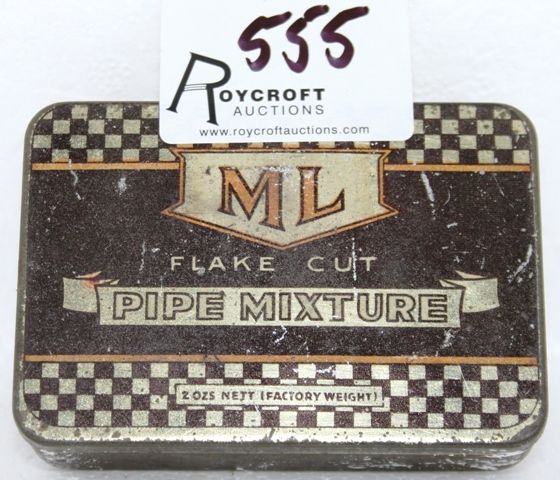 555
ROYCROFT
AUCTIONS
www.roycroftauctions.com
ML
FLAKE CUT
PIPE MIXTURE
2 OZS NETT (FACTORY WEIGHT)